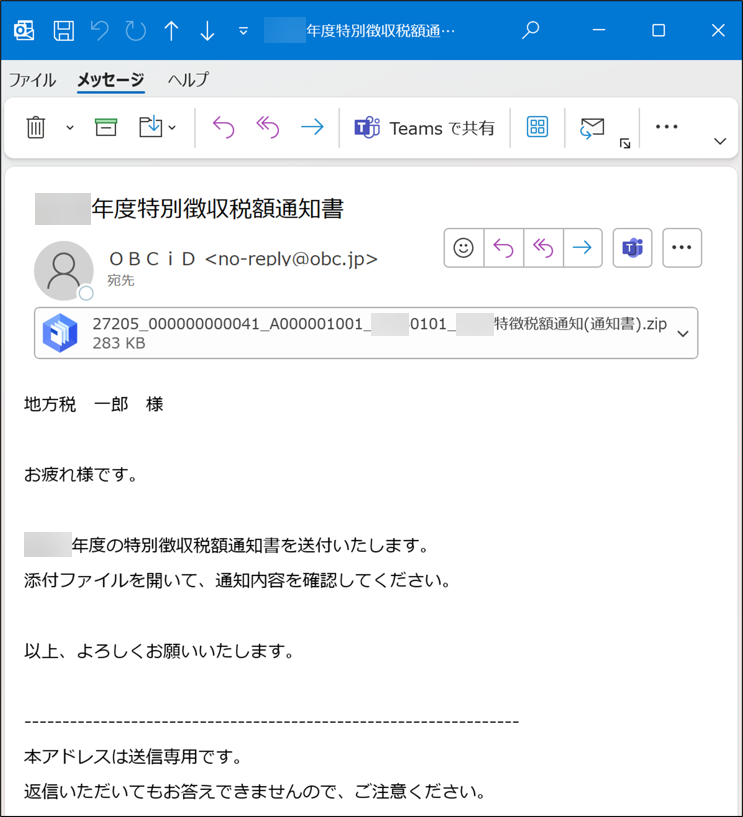 年度特別徴収税額通…
ファイル メッセージ ヘルプ
Teams で共有
年度特別徴収税額通知書
ＯＢＣｉＤ <no-reply@obc.jp>
宛先
27205_000000000041_A000001001_ 0101_ 特徴税額通知(通知書).zip
283 KB
地方税　一郎　様
お疲れ様です。
年度の特別徴収税額通知書を送付いたします。
添付ファイルを開いて、通知内容を確認してください。
以上、よろしくお願いいたします。
-----------------------------------------------------------------
本アドレスは送信専用です。
返信いただいてもお答えできませんので、ご注意ください。